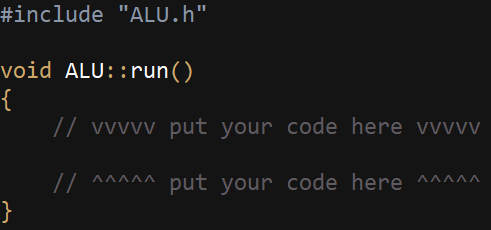 #include "ALU.h"
void ALU::run()
{
// vvvvv put your code here vvvvv
// ^^^^^ put your code here ^^^^^
}